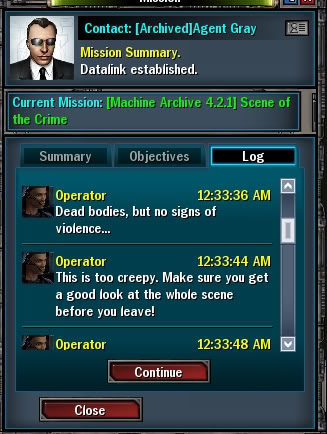 Mission
Contact: [Archived]Agent Gray
Mission Summary.
Datalink established.
Current Mission: [Machine Archive 4.2.1] Scene of
the Crime
Summary Objectives Log
Operator 12:33:36 AM
Dead bodies, but no signs of
violence...
Operator 12:33:44 AM
This is too creepy. Make sure you get
a good look at the whole scene
before you leave!
Operator 12:33:48 AM
Continue
Close